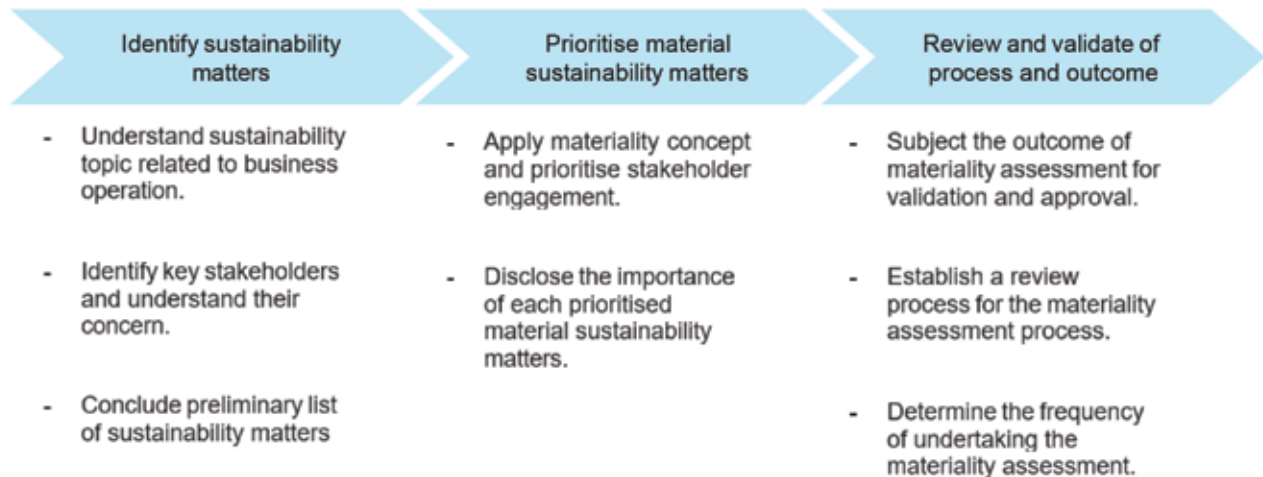 Identify sustainability
matters
- Understand sustainability
topic related to business
operation.
- Identify key stakeholders
and understand their
concern.
- Conclude preliminary list
of sustainability matters
Prioritise material
sustainability matters
- Apply materiality concept
and prioritise stakeholder
engagement.
- Disclose the importance
of each prioritised
material sustainability
matters.
Review and validate of
process and outcome
- Subject the outcome of
materiality assessment for
validation and approval.
- Establish a review
process for the materiality
assessment process.
- Determine the frequency
of undertaking the
materiality assessment.